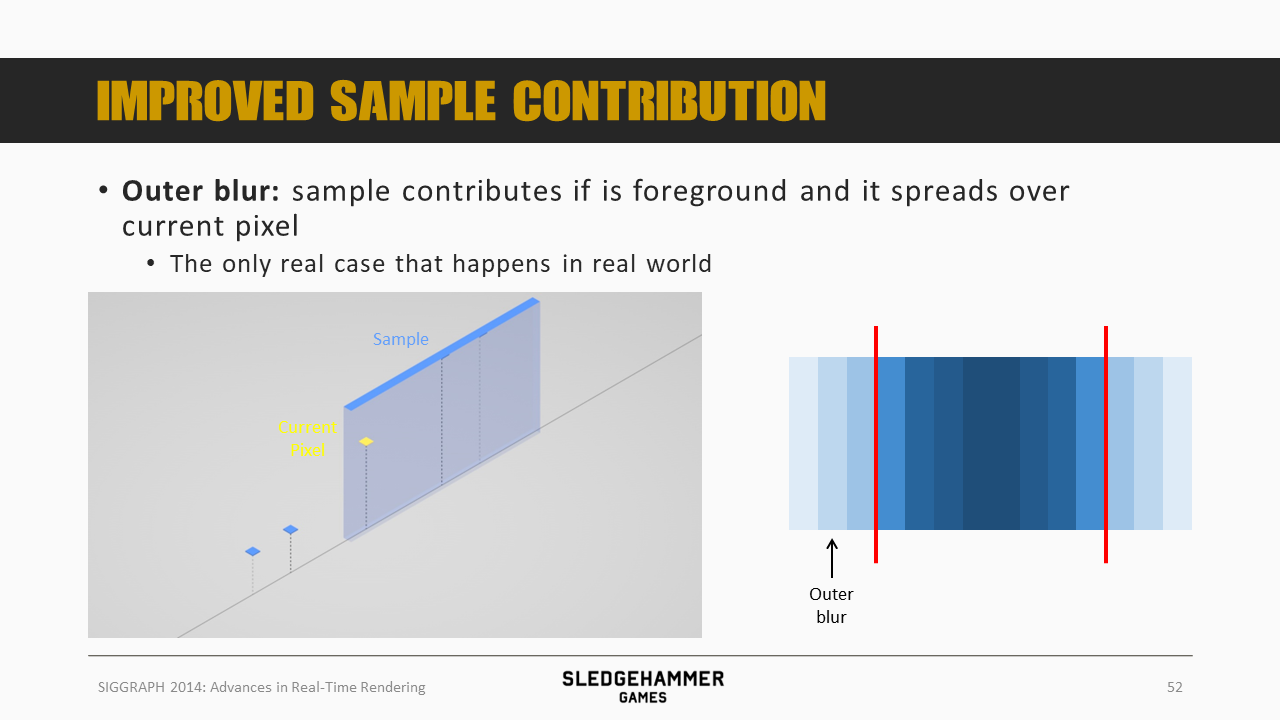 IMPROVED SAMPLE CONTRIBUTION
• Outer blur: sample contributes if is foreground and it spreads over
current pixel
• The only real case that happens in real world
Sample
Current
Pixel
Outer
blur
SIGGRAPH 2014: Advances in Real-Time Rendering
SLEDGEHAMMER
GAMES
52